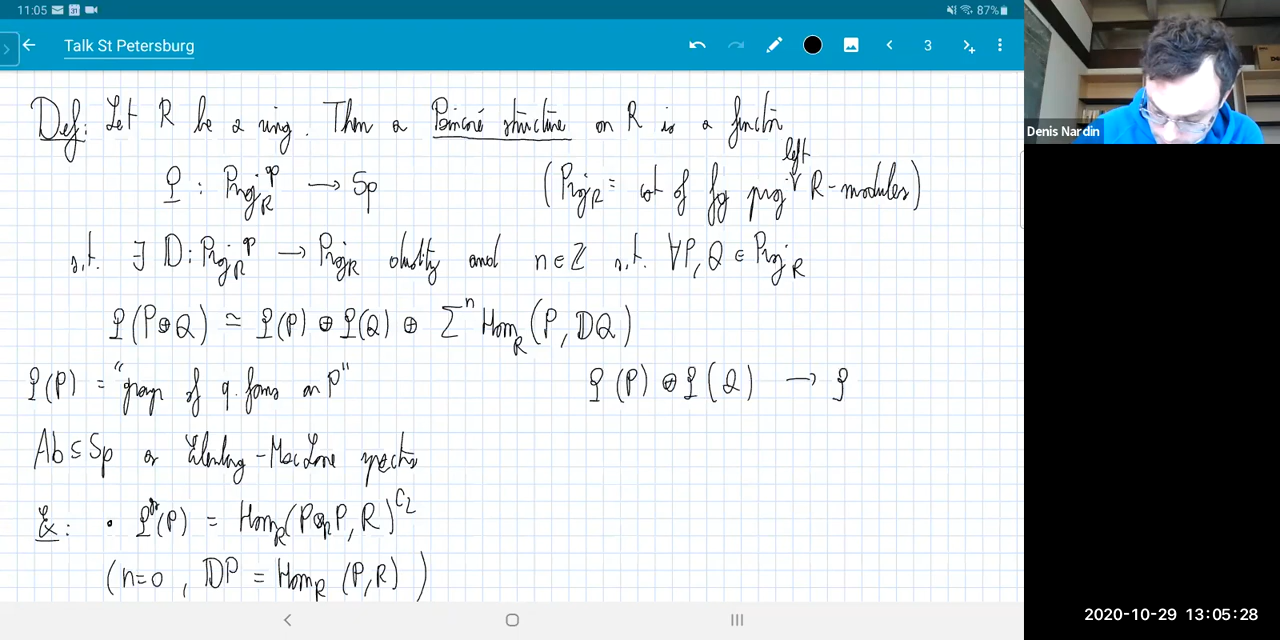 11:05
87%
Talk St Petersburg
3
Def: Let R be a ring. Then a Poincaré structure on R is a functor
Ϙ : Proj_R^op → Sp (Proj_R = cat of fg proj left R-modules)
s.t. ∃ 𝔻: Proj_R^op → Proj_R duality and n ∈ ℤ s.t. ∀P, Q ∈ Proj_R
Ϙ(P⊕Q) ≃ Ϙ(P) ⊕ Ϙ(Q) ⊕ Σ^n Hom_R(P, 𝔻Q)
Ϙ(P) = "group of q. forms on P" Ϙ(P) ⊕ Ϙ(Q) → Ϙ
Ab ⊆ Sp as Eilenberg-MacLane spectra
Ex: • Ϙ (P) = Hom_R(P⊗_R P, R)^{C_2}
(n=0, 𝔻P = Hom_R(P, R))
Denis Nardin
2020-10-29 13:05:28